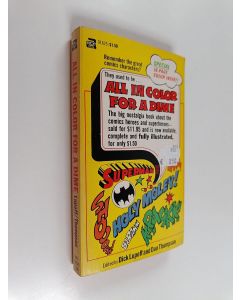 Remember the great
comics characters?
SPECIAL
16-PAGE
COLOR INSERT
They used to be...
ALL IN COLOR
FOR A DIME
The big nostalgia book about the
comics heroes and superheroes...
sold for $11.95 and is now available,
complete and fully illustrated,
for only $1.50
SUPERMAN
HOLY MOLEY!
Edited by Dick Lupoff and Don Thompson
ALL IN COLOR FOR A DIME
Lupoff & Thompson